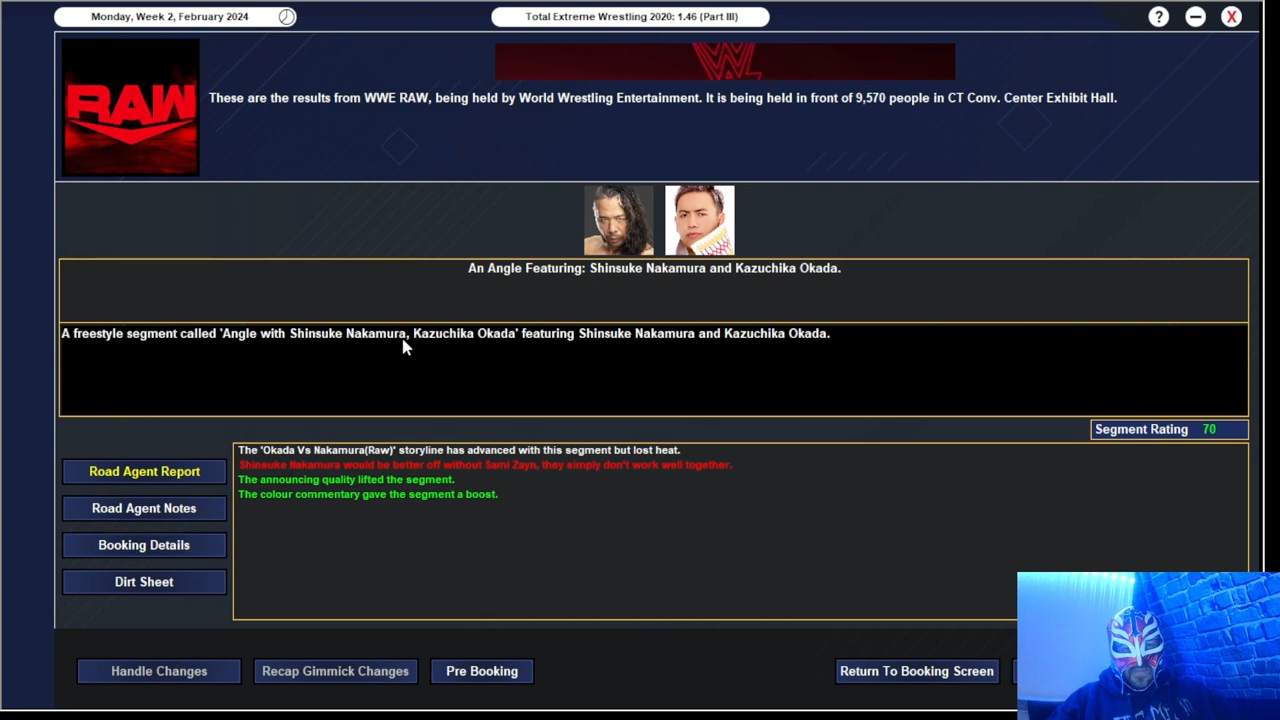 Monday, Week 2, February 2024
Total Extreme Wrestling 2020: 1.46 (Part III)
?
X
RAW
These are the results from WWE RAW, being held by World Wrestling Entertainment. It is being held in front of 9,570 people in CT Conv. Center Exhibit Hall.
An Angle Featuring: Shinsuke Nakamura and Kazuchika Okada.
A freestyle segment called 'Angle with Shinsuke Nakamura, Kazuchika Okada' featuring Shinsuke Nakamura and Kazuchika Okada.
Segment Rating 70
Road Agent Report
Road Agent Notes
Booking Details
Dirt Sheet
The 'Okada Vs Nakamura(Raw)' storyline has advanced with this segment but lost heat.
Shinsuke Nakamura would be better off without Sami Zayn, they simply don't work well together.
The announcing quality lifted the segment.
The colour commentary gave the segment a boost.
Handle Changes
Recap Gimmick Changes
Pre Booking
Return To Booking Screen